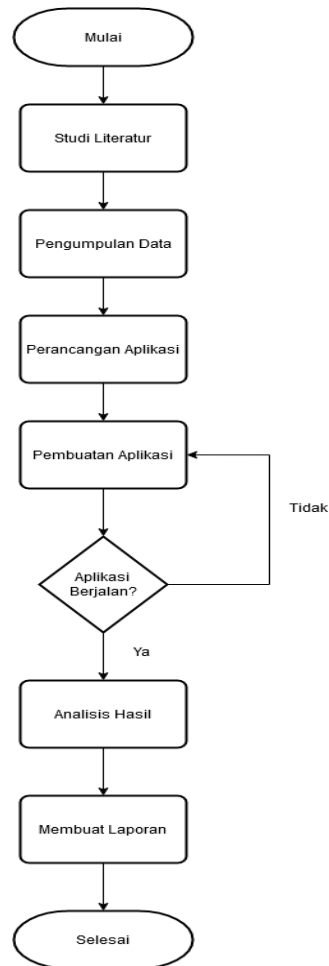 Mulai
Studi Literatur
Pengumpulan Data
Perancangan Aplikasi
Pembuatan Aplikasi
Tidak
Aplikasi
Berjalan?
Ya
Analisis Hasil
Membuat Laporan
Selesai